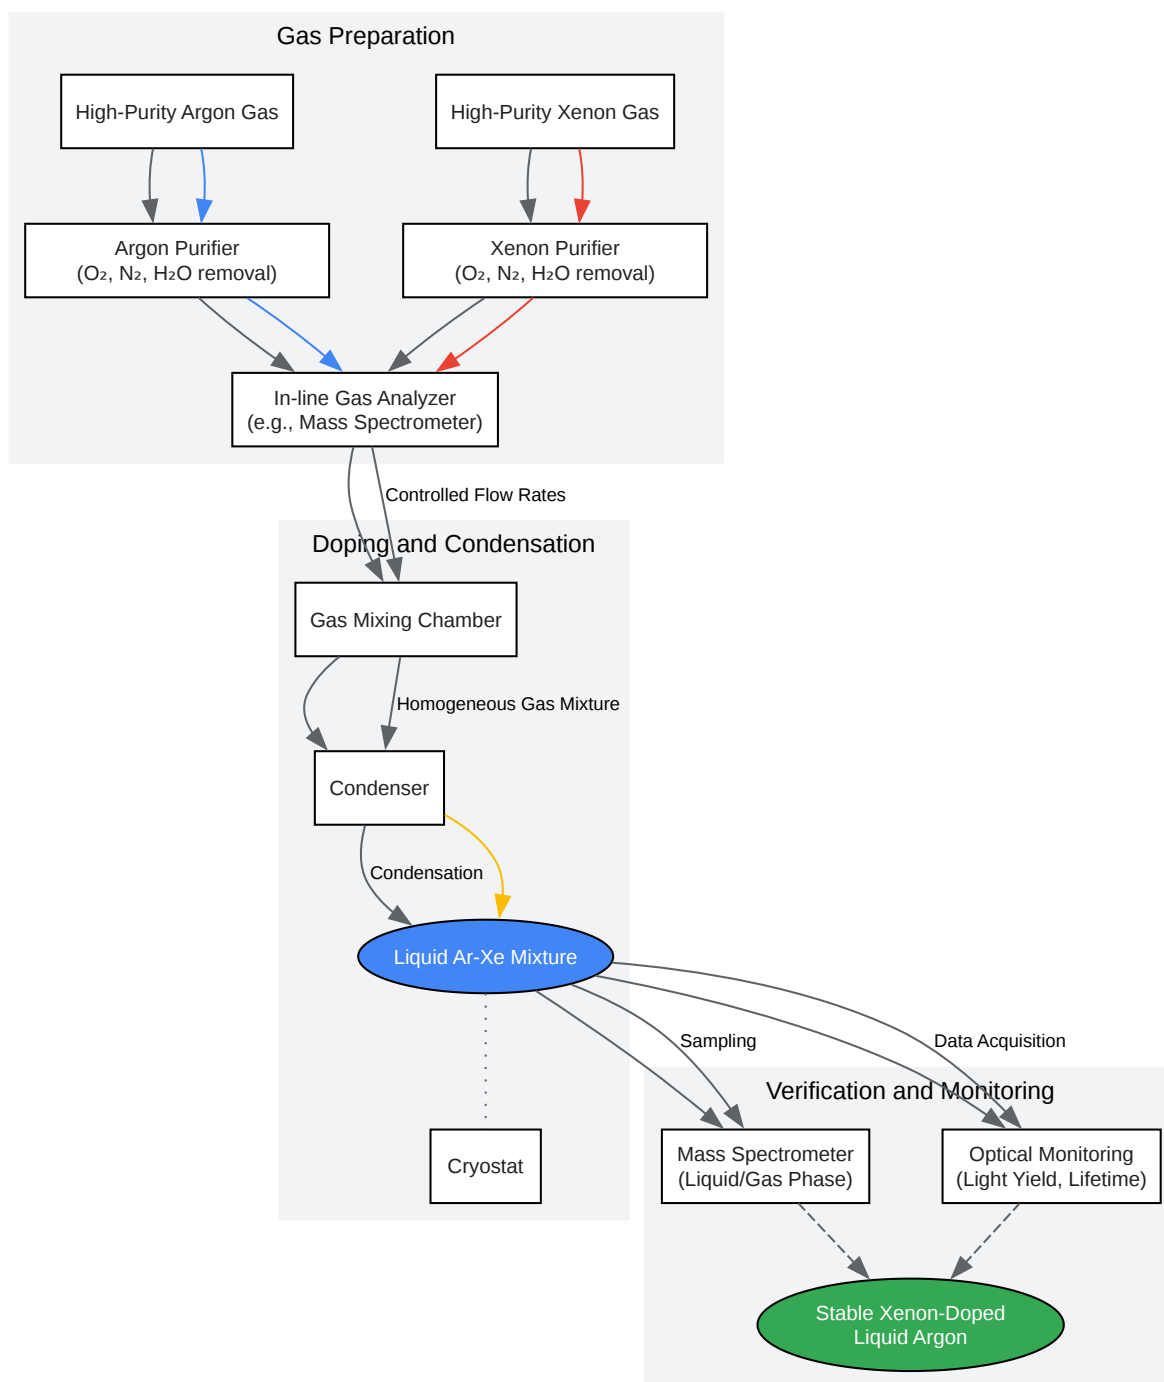 Gas Preparation
High-Purity Argon Gas
High-Purity Xenon Gas
Argon Purifier
(O₂, N₂, H₂O removal)
Xenon Purifier
(O₂, N₂, H₂O removal)
In-line Gas Analyzer
(e.g., Mass Spectrometer)
Controlled Flow Rates
Doping and Condensation
Gas Mixing Chamber
Homogeneous Gas Mixture
Condenser
Condensation
Liquid Ar-Xe Mixture
Sampling
Data Acquisition
Verification and Monitoring
Cryostat
Mass Spectrometer
(Liquid/Gas Phase)
Optical Monitoring
(Light Yield, Lifetime)
Stable Xenon-Doped
Liquid Argon